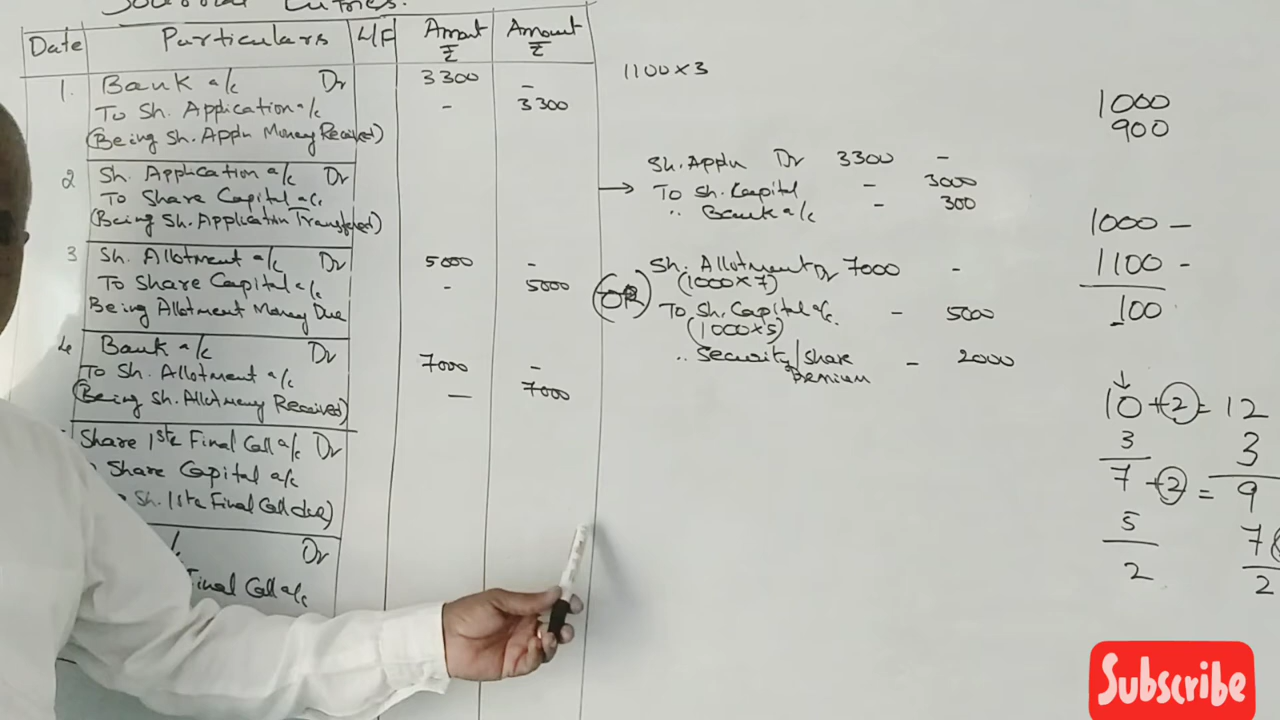 Journal Entries.
Date Particulars L/F Amount ₹ Amount ₹
1. Bank a/c Dr 3300 -
To Sh. Application a/c - 3300
(Being Sh. Appln Money Received)
2 Sh. Application a/c Dr
To Share Capital a/c
(Being Sh. Application Transferred)
3 Sh. Allotment a/c Dr 5000 -
To Share Capital a/c - 5000
Being Allotment Money Due
4 Bank a/c Dr 7000 -
To Sh. Allotment a/c - 7000
(Being Sh. Allotment Received)
Share 1st & Final Call a/c Dr
Share Capital a/c
Sh. 1st & Final Call due)
Dr
Final Call a/c
1100 x 3
Sh. Appln Dr 3300 -
→ To Sh. Capital - 3000
" Bank a/c - 300
(OR) Sh. Allotment Dr 7000 -
(1000 x 7)
To Sh. Capital a/c - 5000
(1000 x 5)
" Security/Share Premium - 2000
1000
900
1000 -
1100 -
100
10 + 2 = 12
3 3
7 + 2 = 9
5 7
2 2
Subscribe